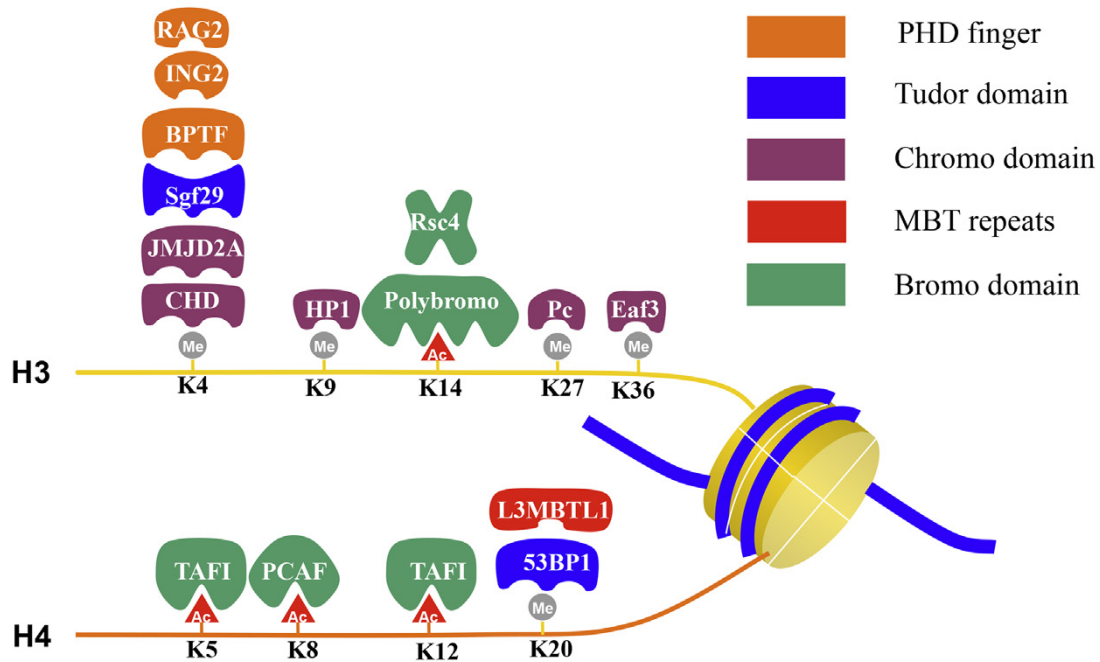 RAG2
ING2
BPTF
Sgf29
JMJD2A
CHD
Me
K4
HP1
Me
K9
Rsc4
Polybromo
Ac
K14
Pc
Me
K27
Eaf3
Me
K36
H3
PHD finger
Tudor domain
Chromo domain
MBT repeats
Bromo domain
TAFI
Ac
K5
PCAF
Ac
K8
TAFI
Ac
K12
L3MBTL1
53BP1
Me
K20
H4